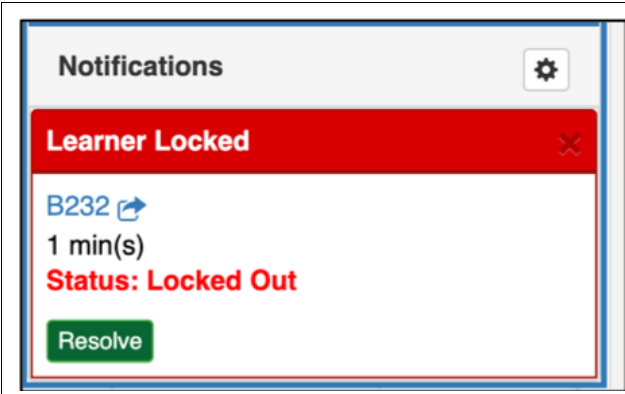 Notifications
Learner Locked
B232
1 min(s)
Status: Locked Out
Resolve